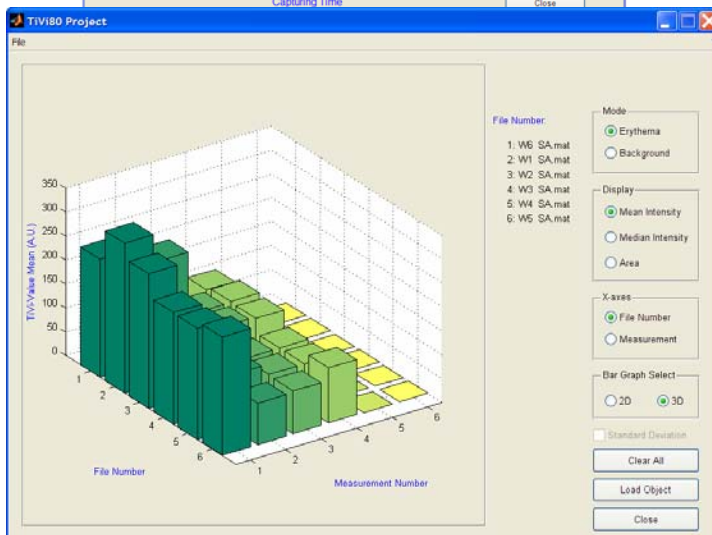 Capturing Time
Close
TiVi80 Project
File
350
300
250
200
150
100
50
0
TiVi-Value Mean (A.U.)
1
2
3
4
5
6
File Number
1
2
3
4
5
6
Measurement Number
File Number
1: W6 SA.mat
2: W1 SA.mat
3: W2 SA.mat
4: W3 SA.mat
5: W4 SA.mat
6: W5 SA.mat
Mode
Erythema
Background
Display
Mean Intensity
Median Intensity
Area
X-axes
File Number
Measurement
Bar Graph Select
2D
3D
Standard Deviation
Clear All
Load Object
Close